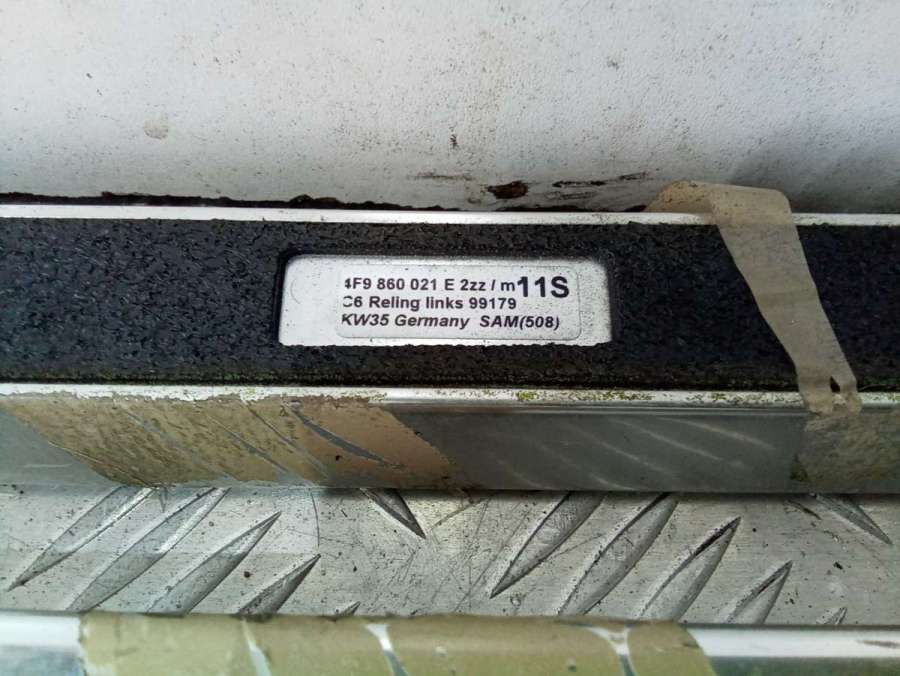 4F9 860 021 E 2zz / m11S
C6 Reling links 99179
KW35 Germany SAM(508)